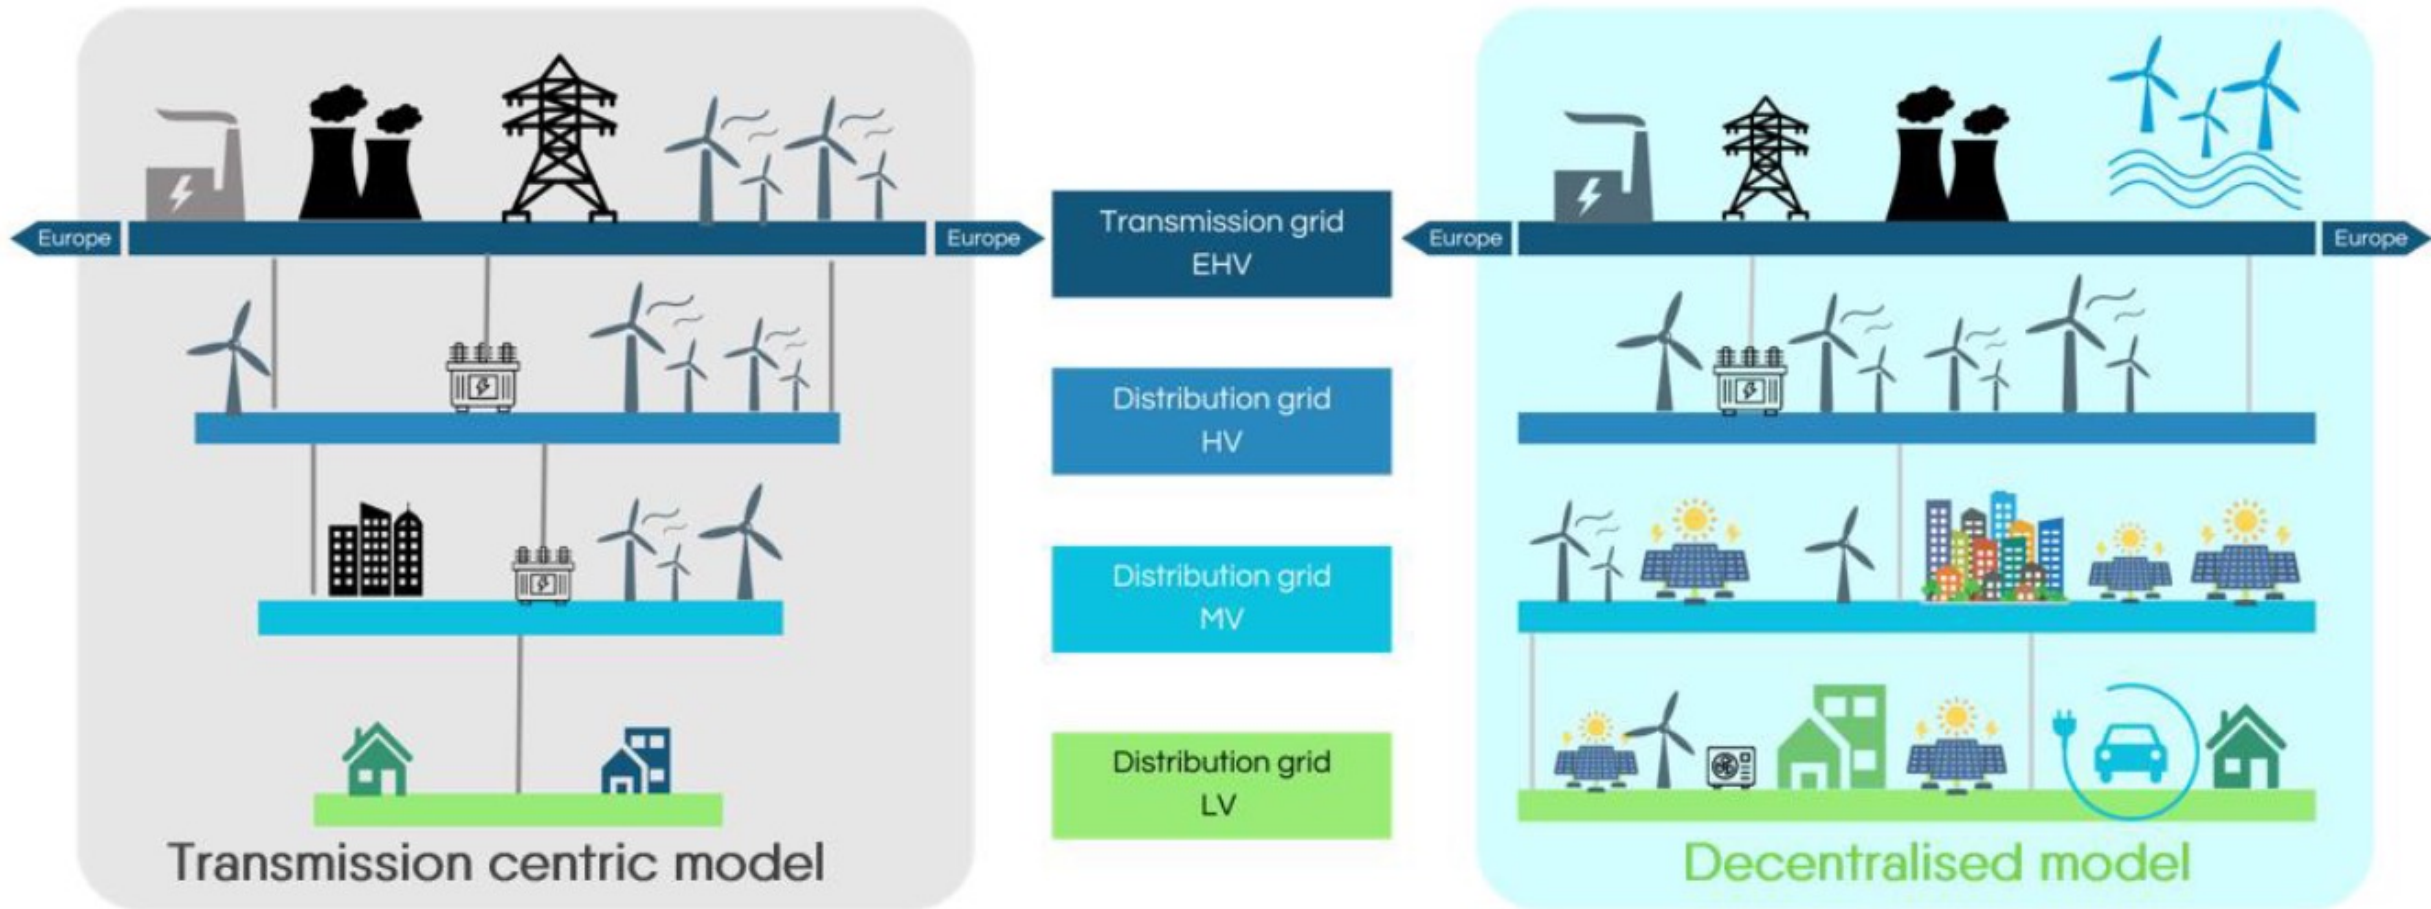 Europe
Europe
Transmission grid
EHV
Europe
Europe
Distribution grid
HV
Distribution grid
MV
Distribution grid
LV
Transmission centric model
Decentralised model